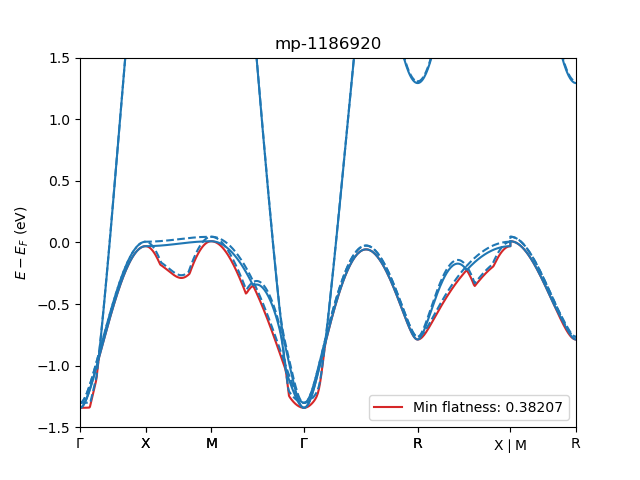 mp-1186920
E − E_F (eV)
1.5
1.0
0.5
0.0
−0.5
−1.0
−1.5
Min flatness: 0.38207
Γ X M Γ R X | M R